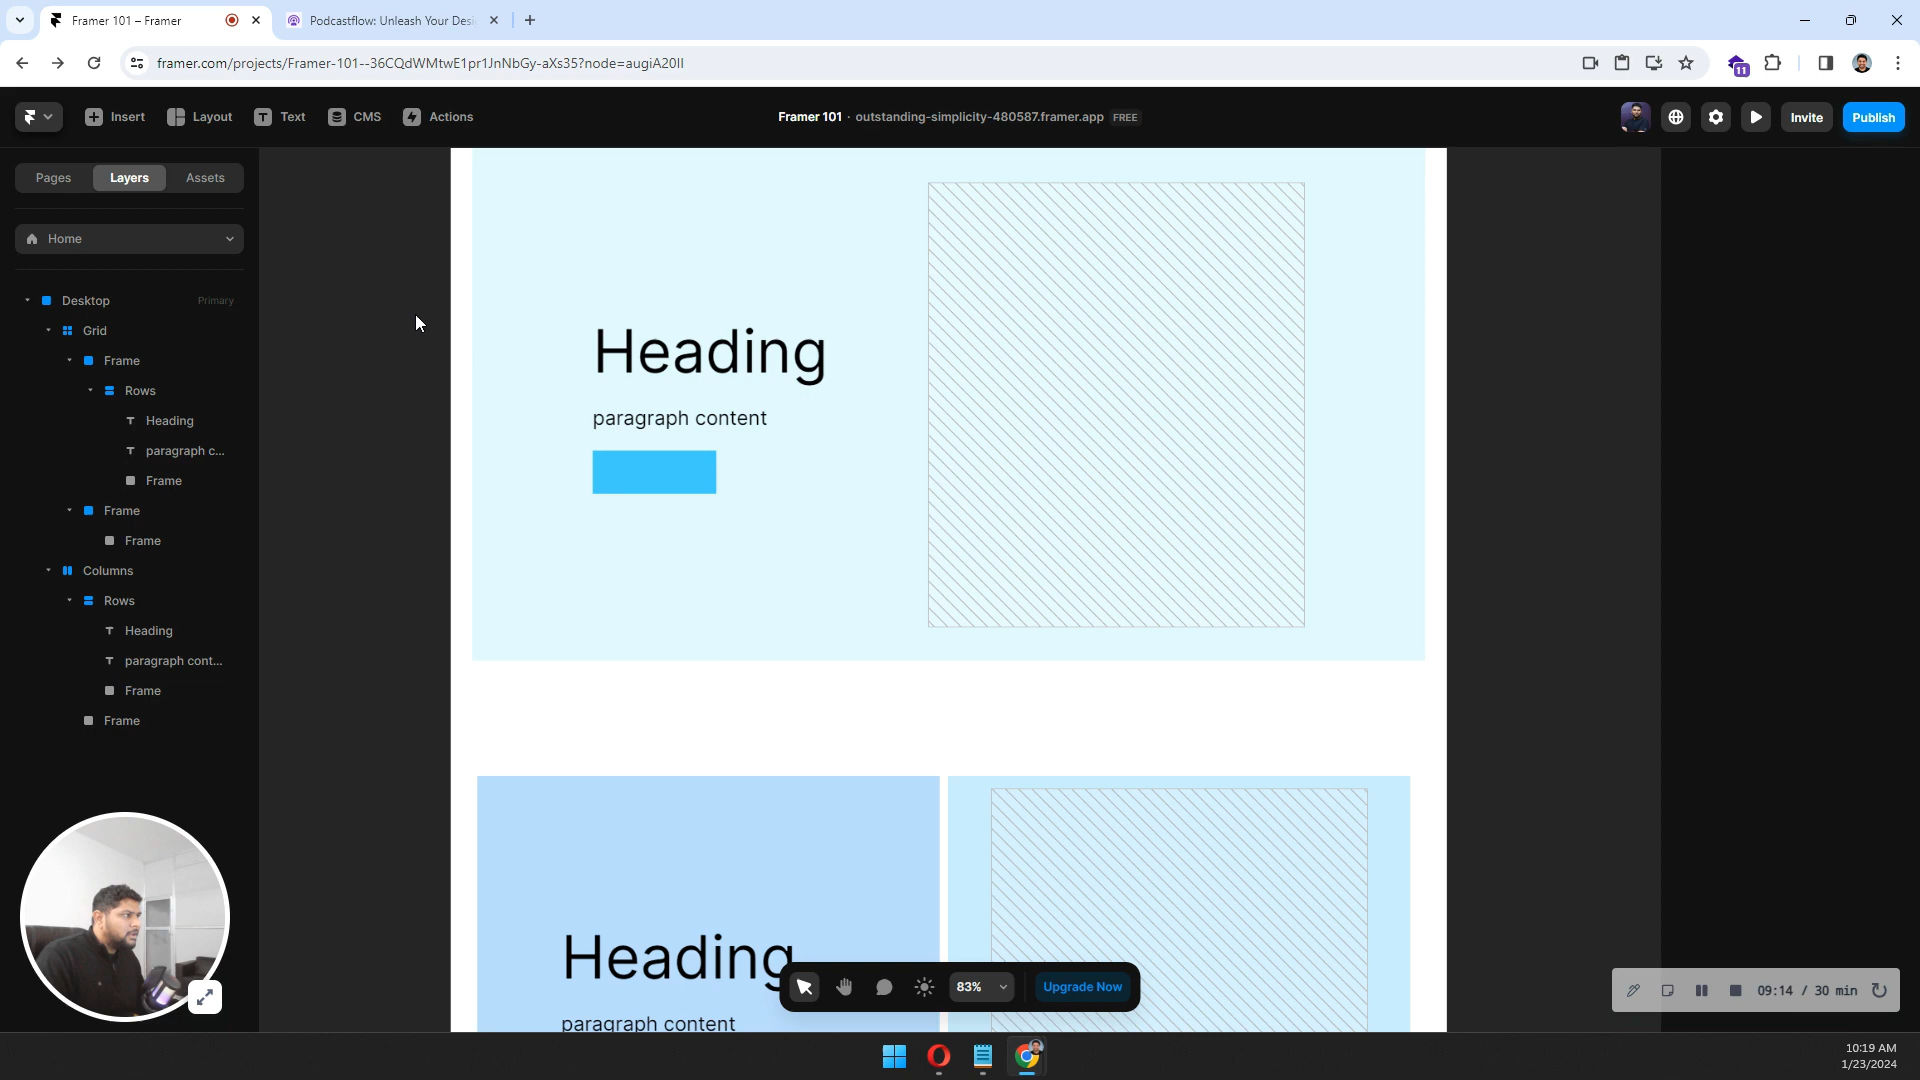 Framer 101 – Framer
Podcastflow: Unleash Your Desi
framer.com/projects/Framer-101--36CQdWMtwE1pr1JnNbGy-aXs35?node=augiA20Il
11
Insert
Layout
Text
CMS
Actions
Framer 101 · outstanding-simplicity-480587.framer.app FREE
Invite
Publish
Pages
Layers
Assets
Home
Desktop
Primary
Grid
Frame
Rows
Heading
paragraph c...
Frame
Frame
Frame
Columns
Rows
Heading
paragraph cont...
Frame
Frame
Heading
paragraph content
Heading
paragraph content
83%
Upgrade Now
09:14 / 30 min
10:19 AM
1/23/2024